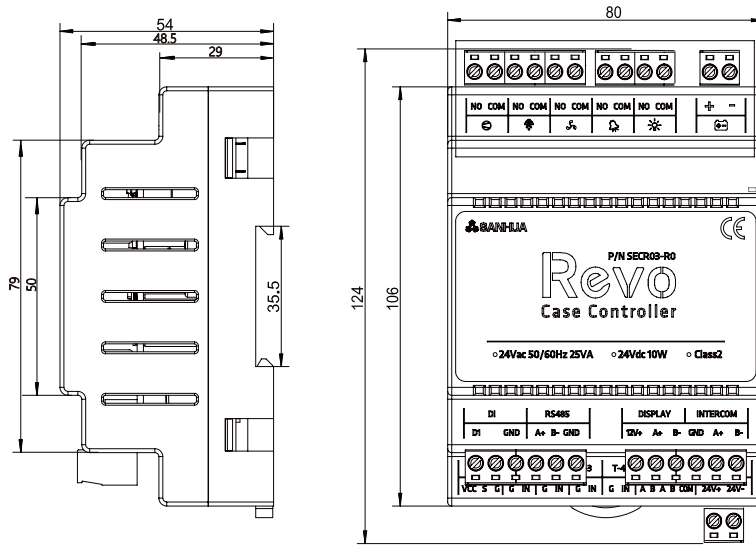 54
48.5
29
79
50
35.5
80
124
106
NO COM NO COM NO COM NO COM NO COM + -
SANHUA CE
P/N SECR03-R0
Revo
Case Controller
24Vac 50/60Hz 25VA 24Vdc 10W Class2
DI RS485 DISPLAY INTERCOM
D1 GND A+ B- GND 12V+ A+ B- GND A+ B-
3 T-4
VCC S G G IN G IN G IN G IN A B A B COM 24V+ 24V-